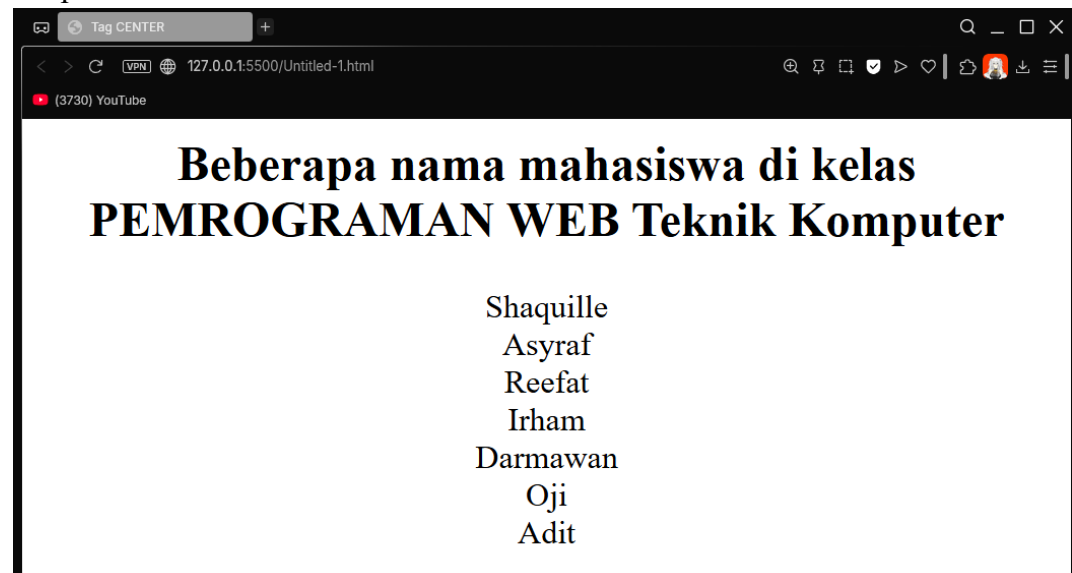 Tag CENTER
VPN 127.0.0.1:5500/Untitled-1.html
(3730) YouTube
Beberapa nama mahasiswa di kelas
PEMROGRAMAN WEB Teknik Komputer
Shaquille
Asyraf
Reefat
Irham
Darmawan
Oji
Adit